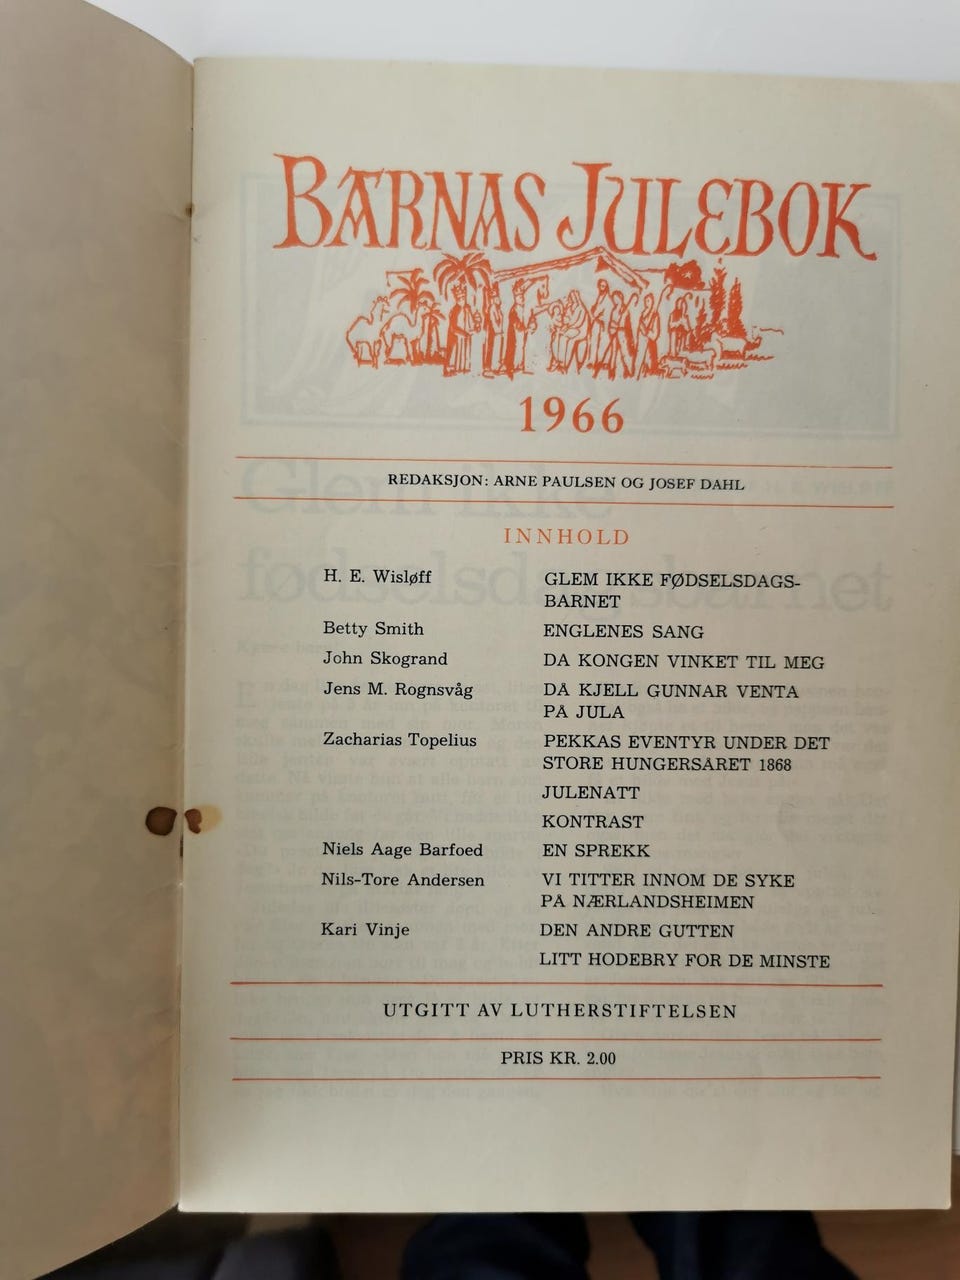 BARNAS JULEBOK
1966
REDAKSJON: ARNE PAULSEN OG JOSEF DAHL
INNHOLD
H. E. Wisløff GLEM IKKE FØDSELSDAGS-
BARNET
Betty Smith ENGLENES SANG
John Skogrand DA KONGEN VINKET TIL MEG
Jens M. Rognsvåg DÅ KJELL GUNNAR VENTA
PÅ JULA
Zacharias Topelius PEKKAS EVENTYR UNDER DET
STORE HUNGERSÅRET 1868
JULENATT
KONTRAST
Niels Aage Barfoed EN SPREKK
Nils-Tore Andersen VI TITTER INNOM DE SYKE
PÅ NÆRLANDSHEIMEN
Kari Vinje DEN ANDRE GUTTEN
LITT HODEBRY FOR DE MINSTE
UTGITT AV LUTHERSTIFTELSEN
PRIS KR. 2.00
Glem ikke
fødselsdagsbarnet